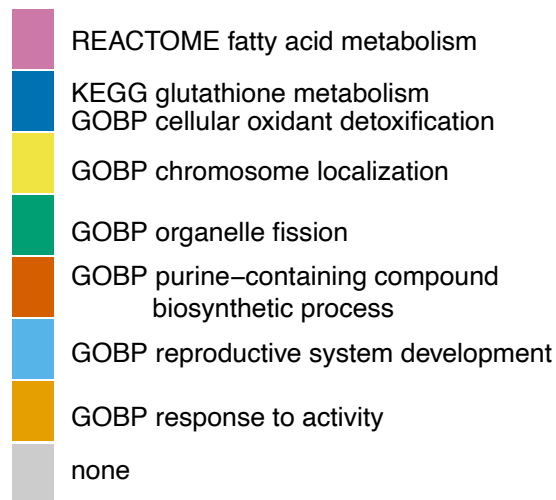 REACTOME fatty acid metabolism
KEGG glutathione metabolism
GOBP cellular oxidant detoxification
GOBP chromosome localization
GOBP organelle fission
GOBP purine−containing compound
biosynthetic process
GOBP reproductive system development
GOBP response to activity
none